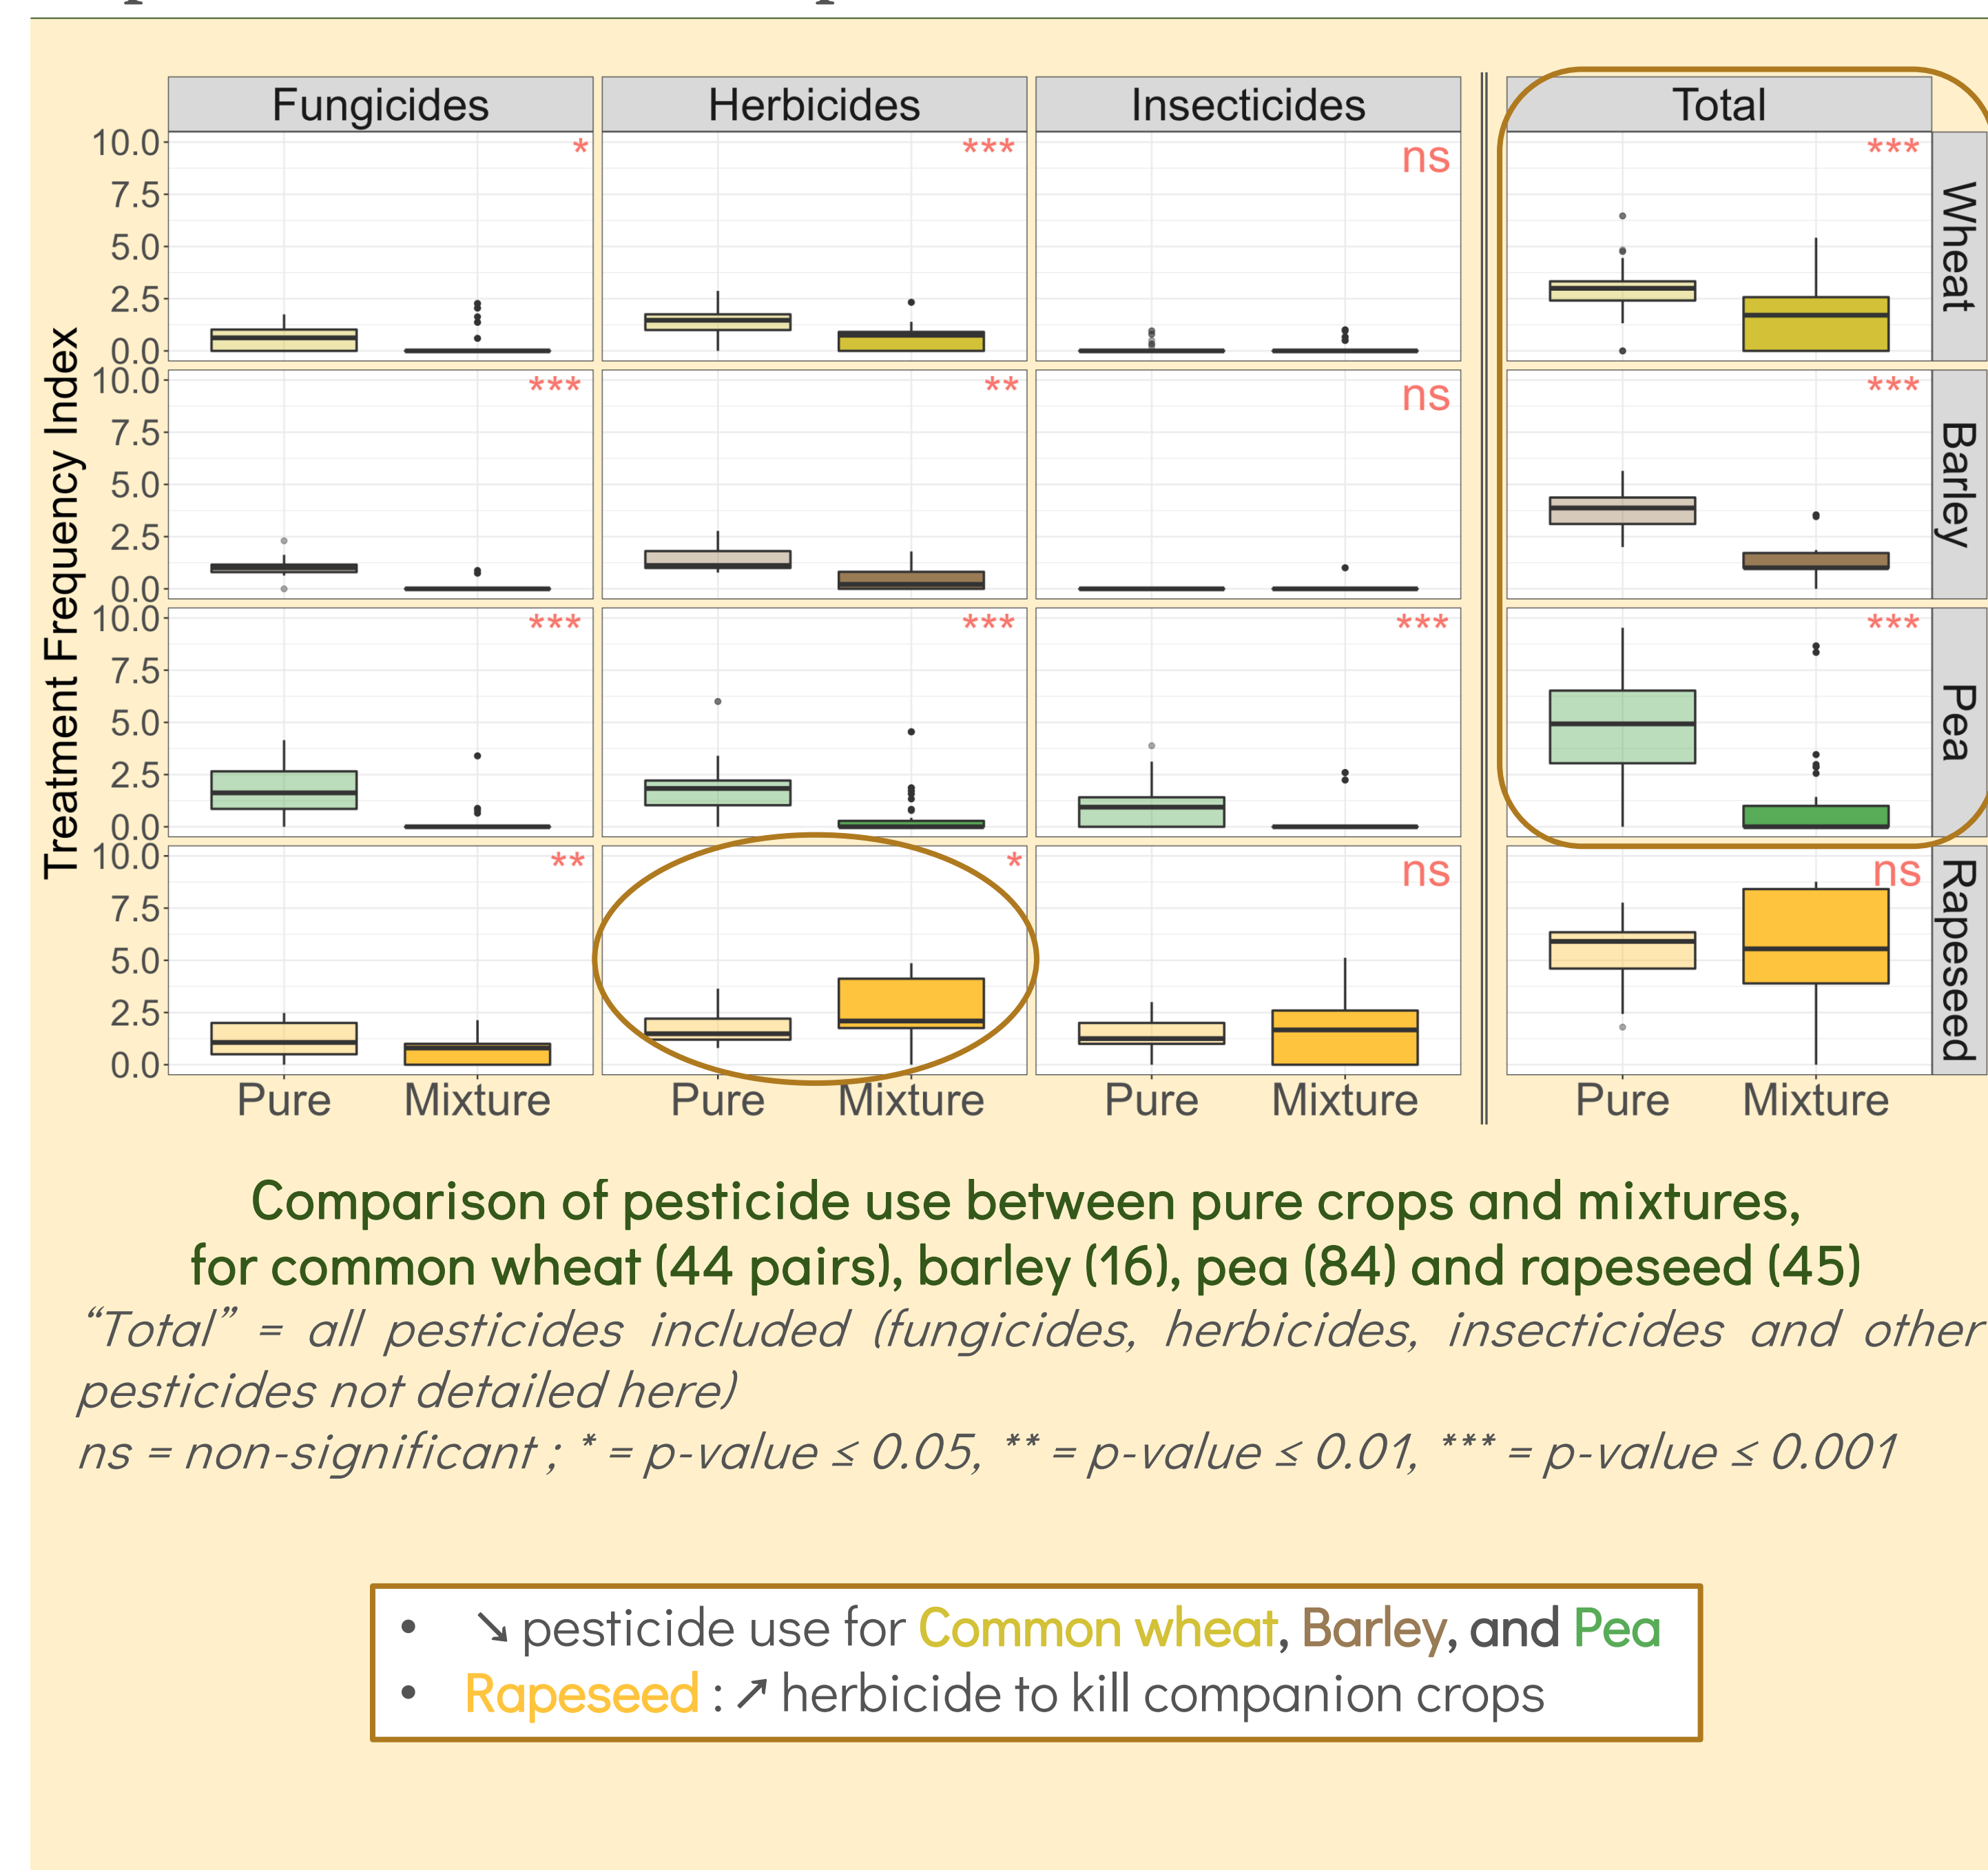 Fungicides Herbicides Insecticides Total
Treatment Frequency Index
10.0 * *** ns ***
7.5
5.0
2.5
0.0
Wheat
10.0 *** ** ns ***
7.5
5.0
2.5
0.0
Barley
10.0 *** *** *** ***
7.5
5.0
2.5
0.0
Pea
10.0 ** * ns ns
7.5
5.0
2.5
0.0
Rapeseed
Pure Mixture Pure Mixture Pure Mixture Pure Mixture
Comparison of pesticide use between pure crops and mixtures,
for common wheat (44 pairs), barley (16), pea (84) and rapeseed (45)
“Total” = all pesticides included (fungicides, herbicides, insecticides and other
pesticides not detailed here)
ns = non-significant ; * = p-value ≤ 0.05, ** = p-value ≤ 0.01, *** = p-value ≤ 0.001
• ↘ pesticide use for Common wheat, Barley, and Pea
• Rapeseed : ↗ herbicide to kill companion crops